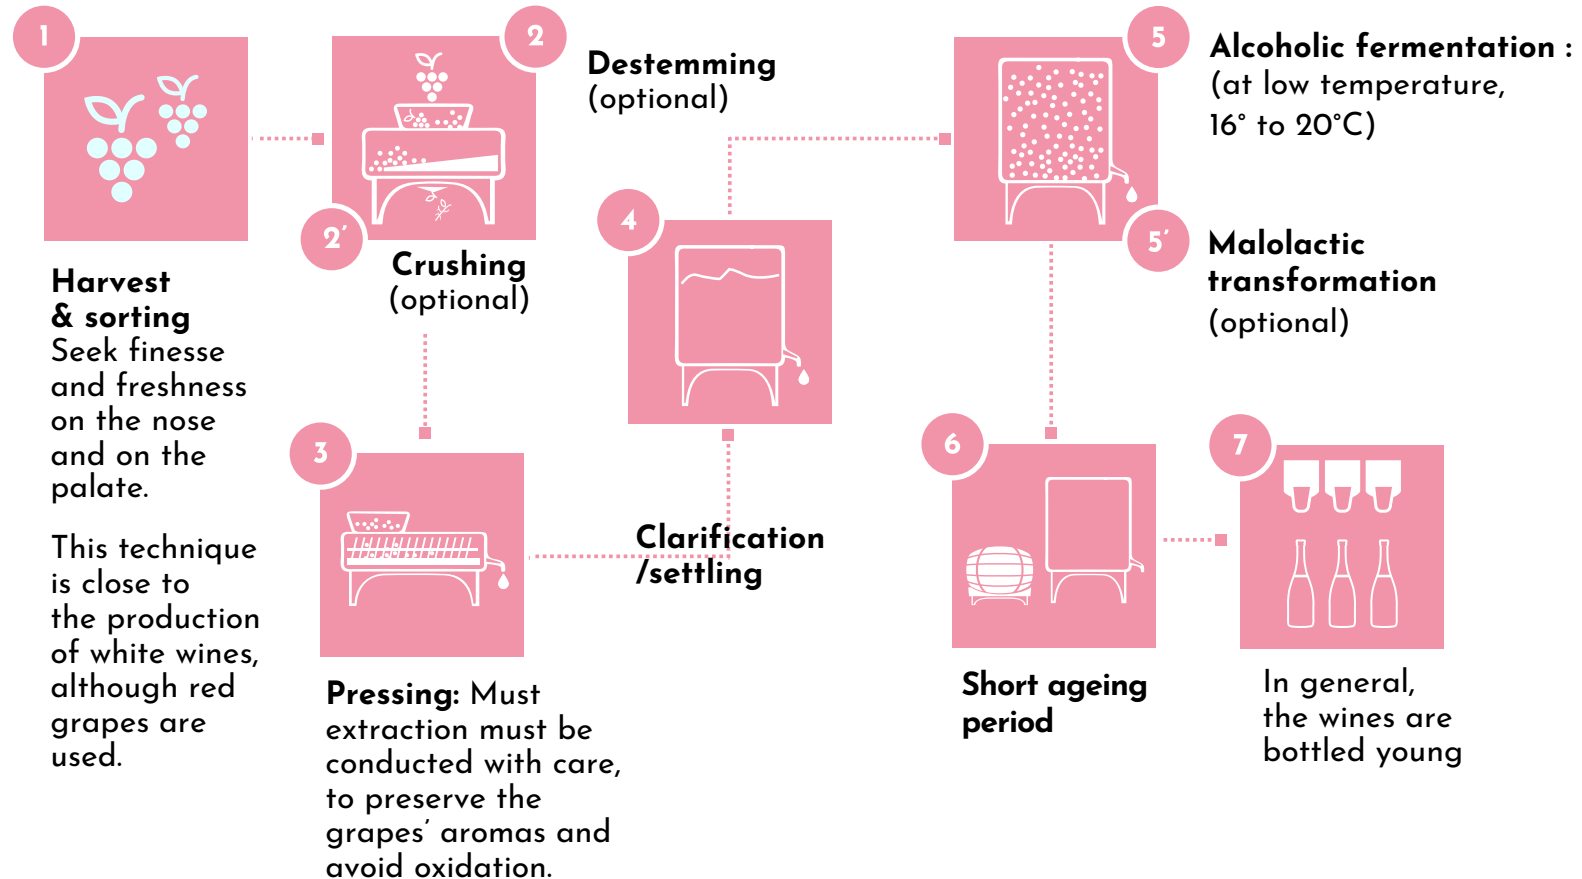 1
Harvest
& sorting
Seek finesse
and freshness
on the nose
and on the
palate.
This technique
is close to
the production
of white wines,
although red
grapes are
used.
2
Destemming
(optional)
2′
Crushing
(optional)
3
Pressing: Must
extraction must be
conducted with care,
to preserve the
grapes’ aromas and
avoid oxidation.
4
Clarification
/settling
5
Alcoholic fermentation :
(at low temperature,
16° to 20°C)
5′
Malolactic
transformation
(optional)
6
Short ageing
period
7
In general,
the wines are
bottled young